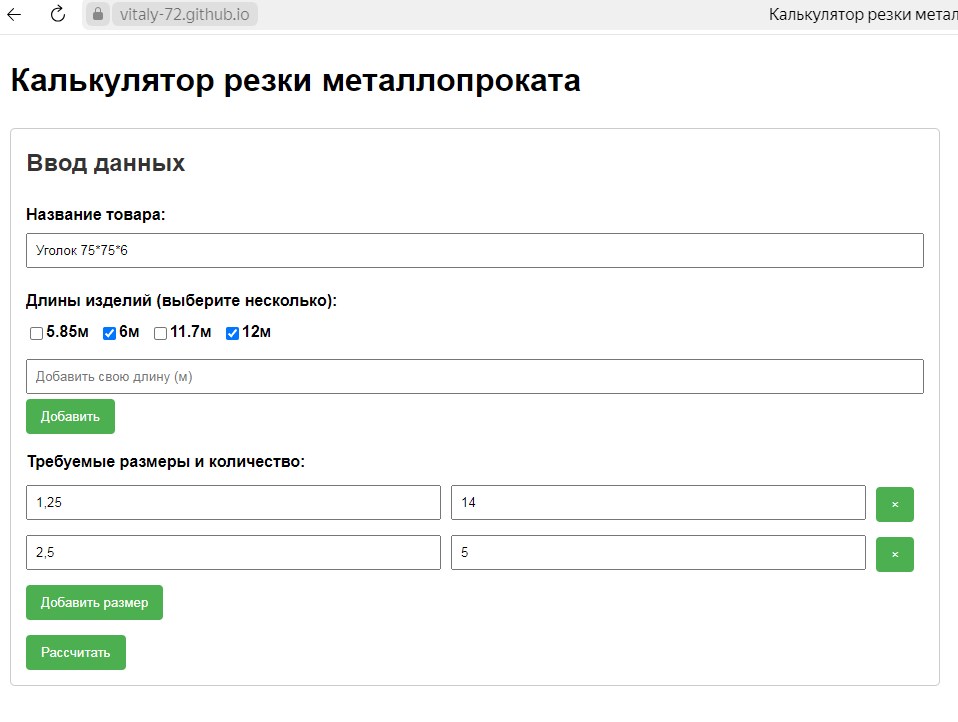 vitaly-72.github.io Калькулятор резки метал
Калькулятор резки металлопроката
Ввод данных
Название товара:
Уголок 75*75*6
Длины изделий (выберите несколько):
5.85м 6м 11.7м 12м
Добавить свою длину (м)
Добавить
Требуемые размеры и количество:
1,25 14 ×
2,5 5 ×
Добавить размер
Рассчитать